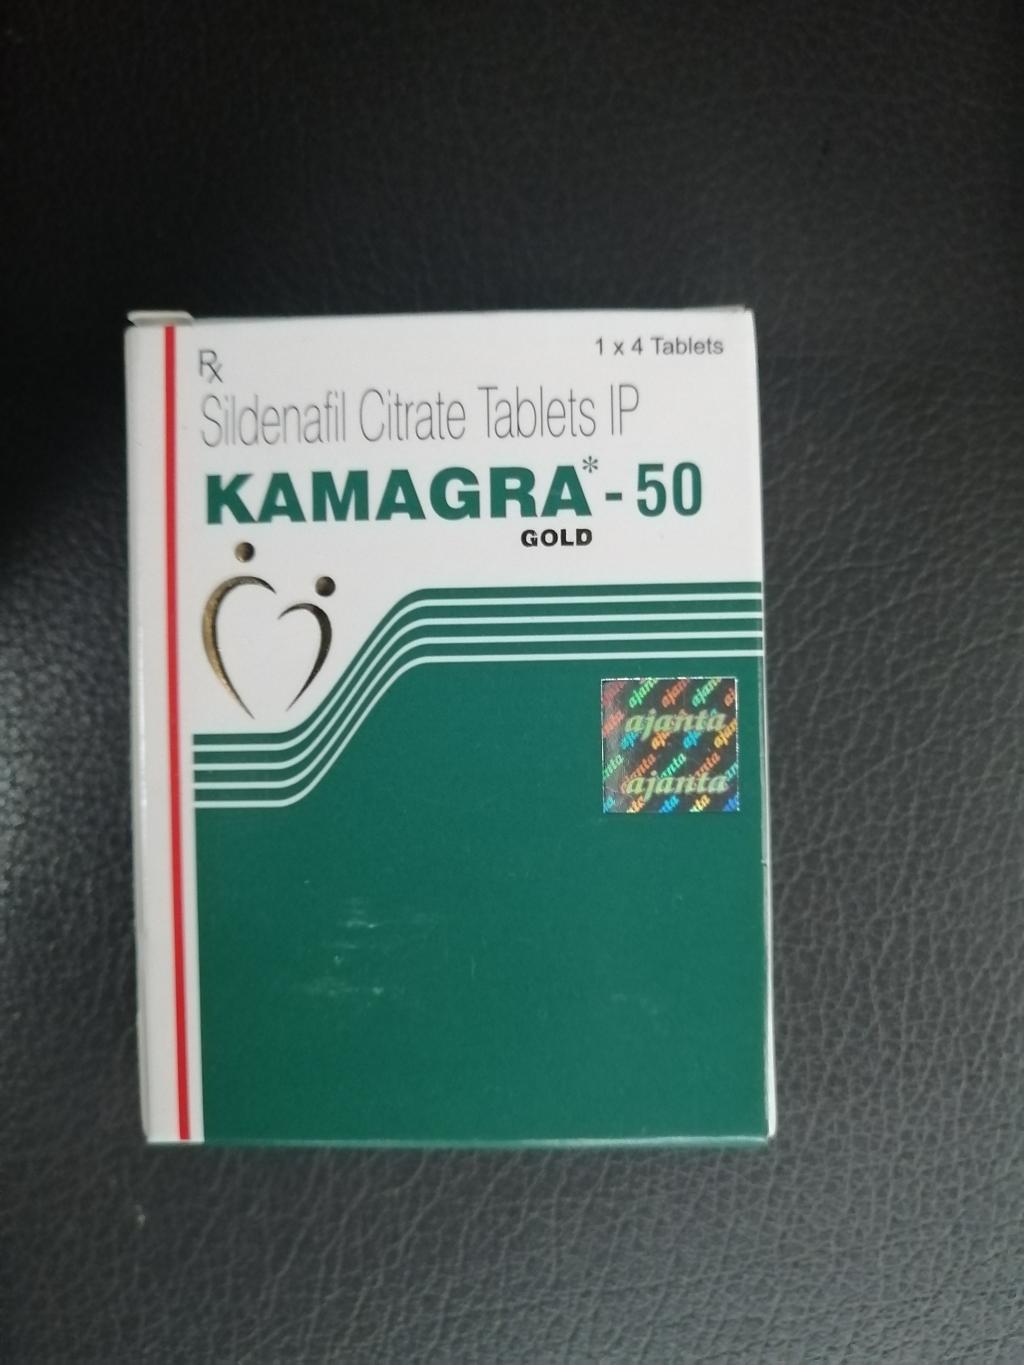 Rx
1 x 4 Tablets
Sildenafil Citrate Tablets IP
KAMAGRA* - 50
GOLD
ajanta
ajanta